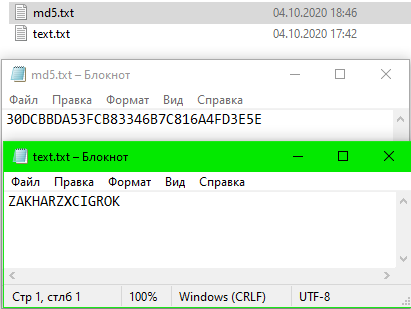 md5.txt 04.10.2020 18:46
text.txt 04.10.2020 17:42
md5.txt – Блокнот
Файл Правка Формат Вид Справка
30DCBBDA53FCB83346B7C816A4FD3E5E
text.txt – Блокнот
Файл Правка Формат Вид Справка
ZAKHARZXCIGROK
Стр 1, стлб 1 100% Windows (CRLF) UTF-8